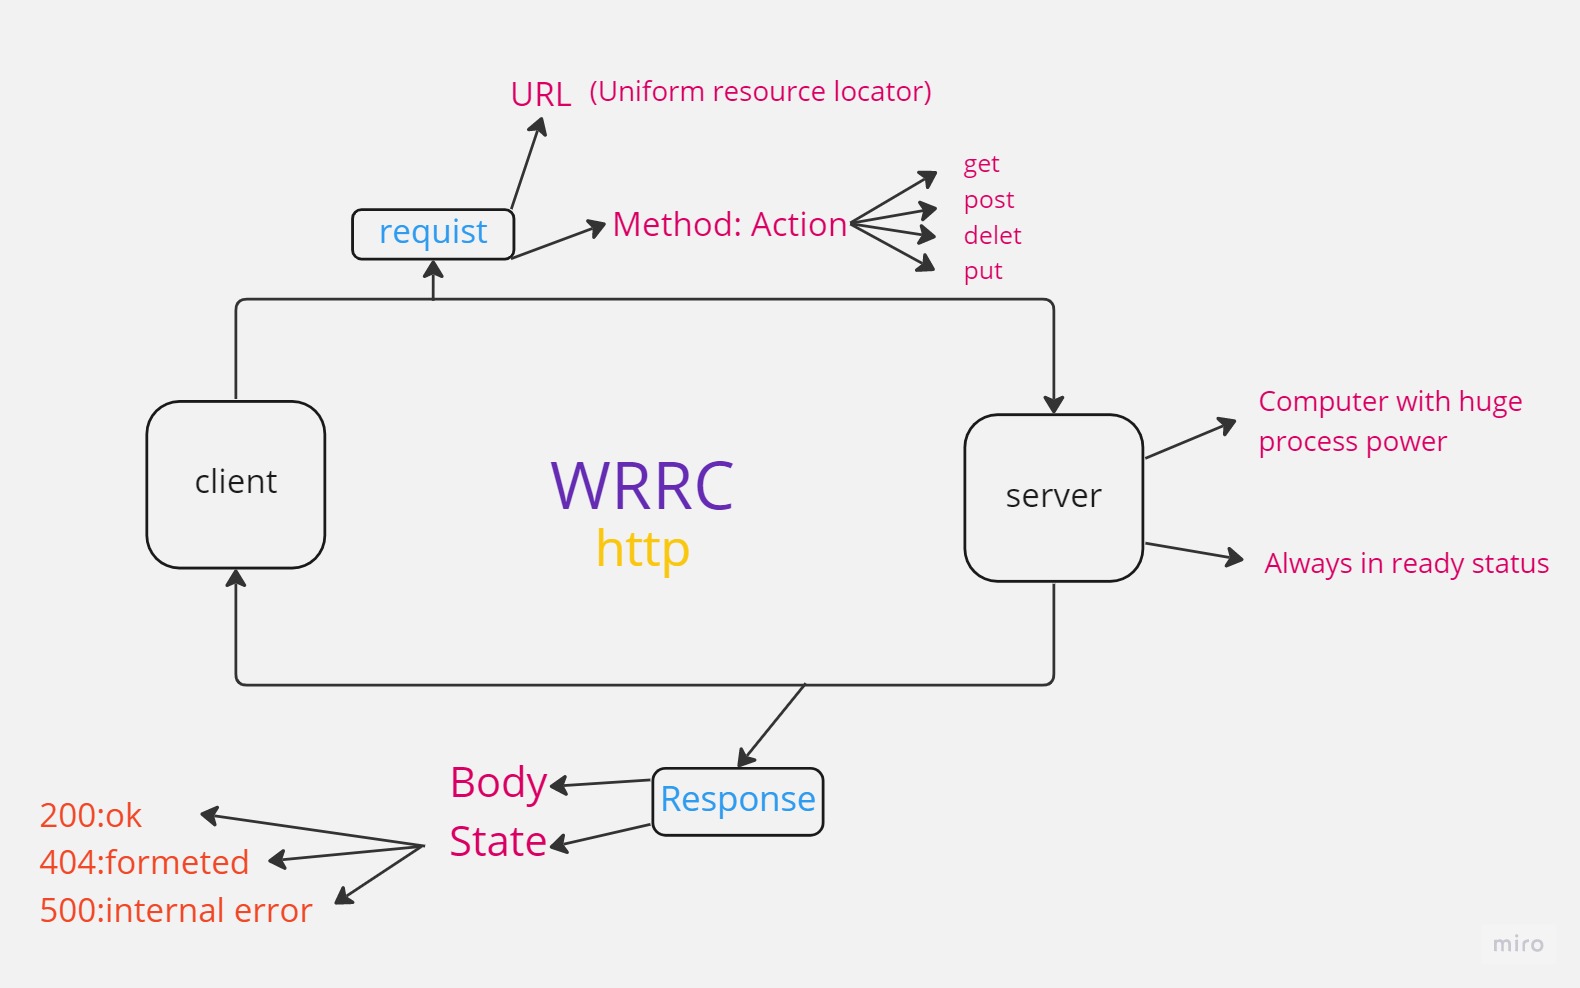 URL (Uniform resource locator)
get
post
delet
put
requist
Method: Action
client
server
WRRC
http
Computer with huge
process power
Always in ready status
Response
Body
State
200:ok
404:formeted
500:internal error
miro